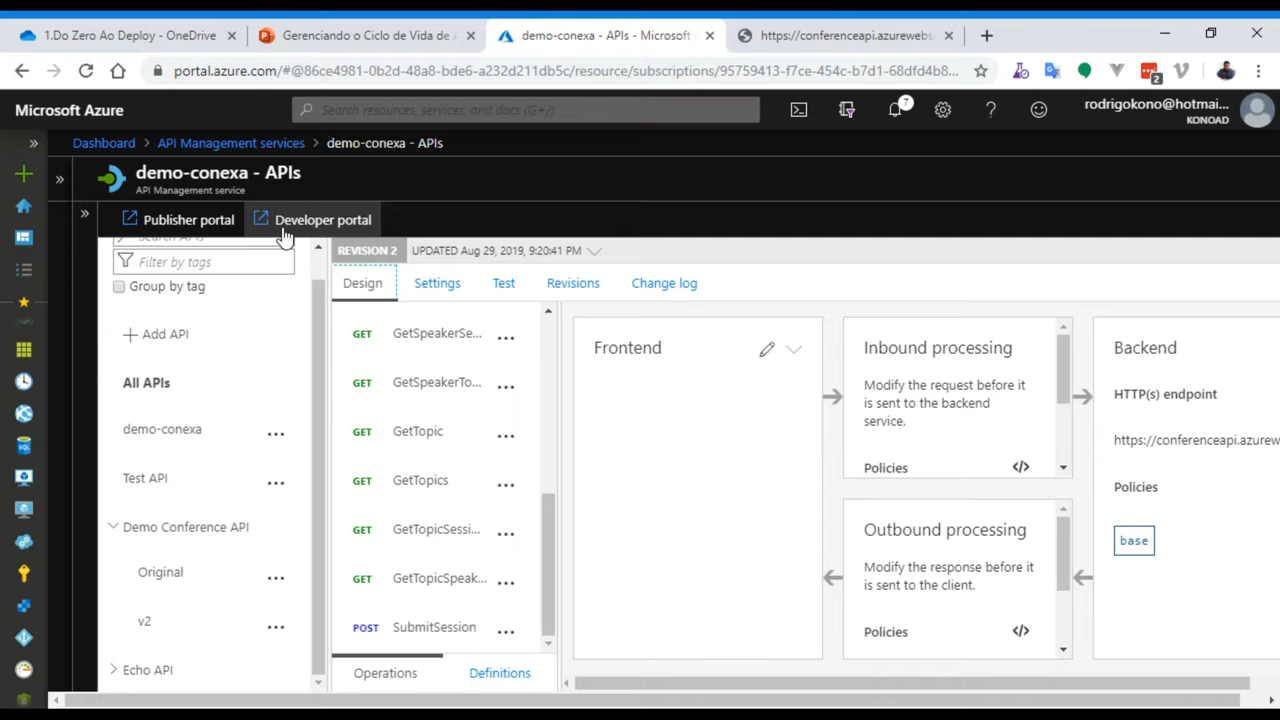 1.Do Zero Ao Deploy - OneDrive
Gerenciando o Ciclo de Vida de
demo-conexa - APIs - Microsoft
https://conferenceapi.azurewebs
portal.azure.com/#@86ce4981-0b2d-48a8-bd
e6-a232d211db5c/resource/subscriptions/95759413-f7ce-454c-b7d1-68dfd4b8...
2
Microsoft Azure
Search resources, services, and docs (G+/)
7
rodrigokono@hotmai...
KONOAD
Dashboard > API Management services > demo-conexa - APIs
demo-conexa - APIs
API Management service
Publisher portal
Developer portal
Search APIs
Filter by tags
Group by tag
Add API
All APIs
demo-conexa
Test API
Demo Conference API
Original
v2
Echo API
REVISION 2
UPDATED Aug 29, 2019, 9:20:41 PM
Design
Settings
Test
Revisions
Change log
GET GetSpeakerSe...
GET GetSpeakerTo...
GET GetTopic
GET GetTopics
GET GetTopicSessi...
GET GetTopicSpeak...
POST SubmitSession
Operations
Definitions
Frontend
Inbound processing
Modify the request before it
is sent to the backend
service.
Policies
Outbound processing
Modify the response before it
is sent to the client.
Policies
Backend
HTTP(s) endpoint
https://conferenceapi.azurew
Policies
base